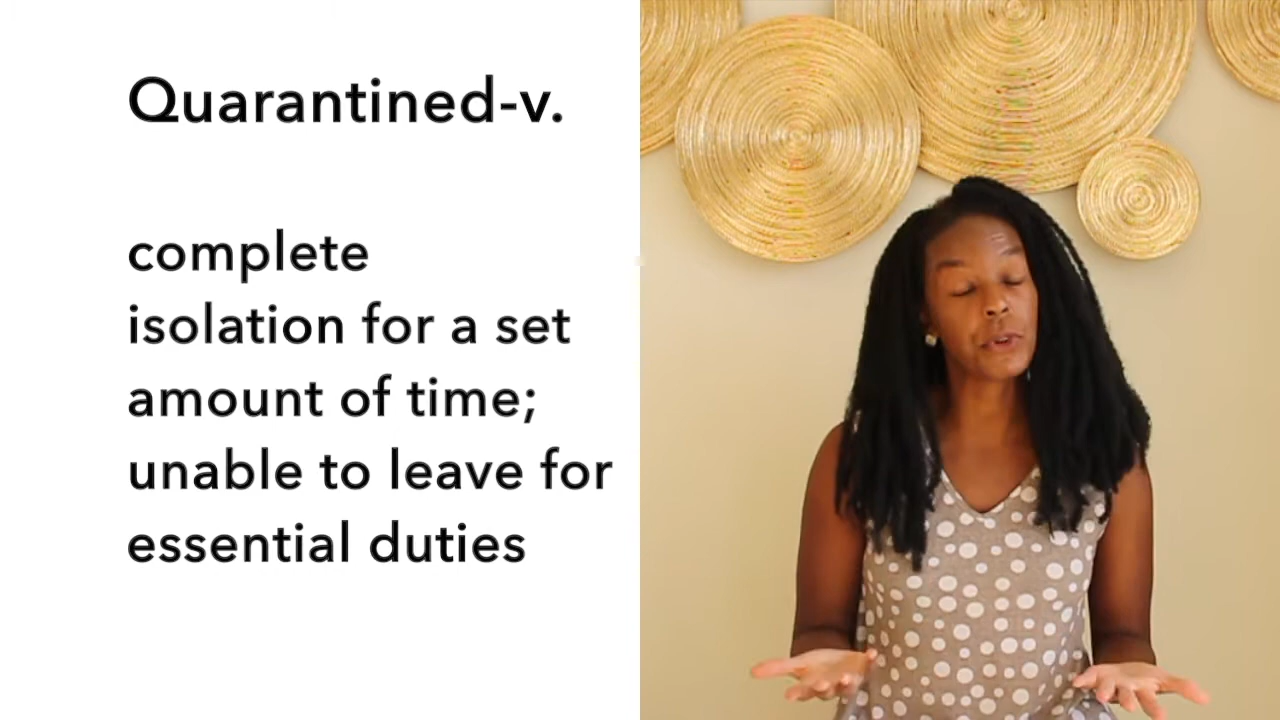 Quarantined-v.
complete
isolation for a set
amount of time;
unable to leave for
essential duties